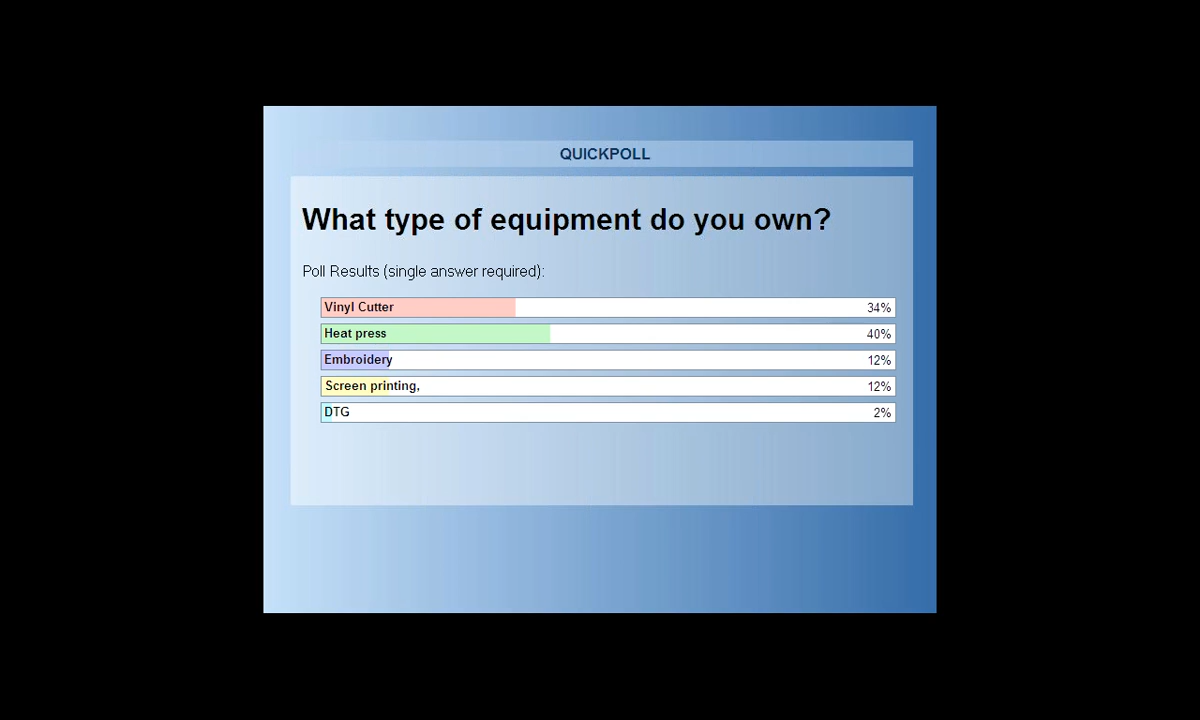 QUICKPOLL
What type of equipment do you own?
Poll Results (single answer required):
Vinyl Cutter 34%
Heat press 40%
Embroidery 12%
Screen printing, 12%
DTG 2%